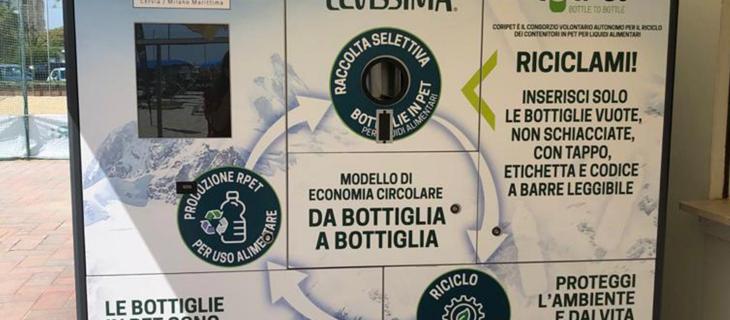 Cervia / Milano Marittima
LEVISSIMA®
BOTTLE TO BOTTLE
CORIPET È IL CONSORZIO VOLONTARIO AUTONOMO PER IL RICICLO
DEI CONTENITORI IN PET PER LIQUIDI ALIMENTARI
RACCOLTA SELETTIVA
BOTTIGLIE IN PET
PER LIQUIDI ALIMENTARI
RICICLAMI!
INSERISCI SOLO
LE BOTTIGLIE VUOTE,
NON SCHIACCIATE,
CON TAPPO,
ETICHETTA E CODICE
A BARRE LEGGIBILE
MODELLO DI
ECONOMIA CIRCOLARE
DA BOTTIGLIA
A BOTTIGLIA
PRODUZIONE RPET
PER USO ALIMENTARE
RICICLO
LE BOTTIGLIE
IN PET SONO
PROTEGGI
L'AMBIENTE
E DAI VITA